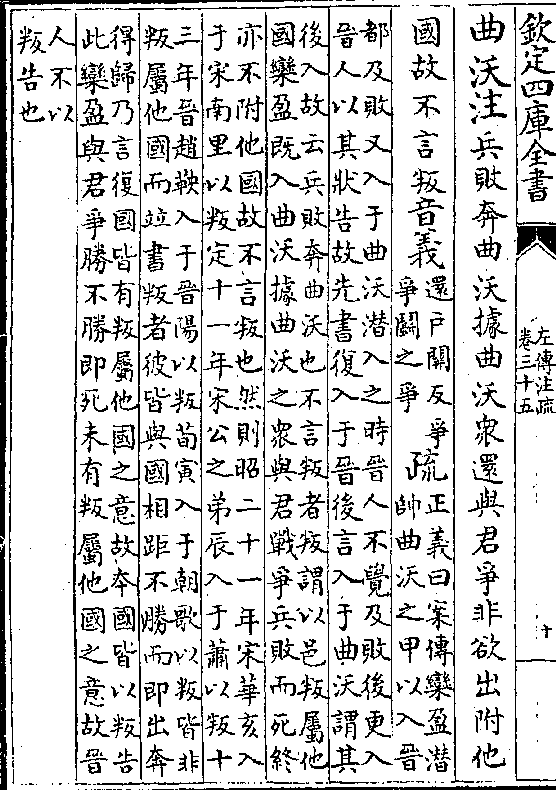 欽定四庫全書
左傳注疏
卷三十五
十
曲沃注兵敗奔曲沃據曲沃衆還與君爭非欲出附他
國故不言叛音義還戶關反爭
爭鬬之爭
疏正義曰案傳欒盈潛
帥曲沃之甲以入晉
都及敗又入于曲沃潜入之時晉人不覺及敗後更入
晉人以其狀告故先書復入于晉後言入于曲沃謂其
後入故云兵敗奔曲沃也不言叛者叛謂以邑叛屬他
國欒盈既入曲沃據曲沃之衆與君戰爭兵敗而死終
亦不附他國故不言叛也然則昭二十一年宋華亥入
于宋南里以叛定十一年宋公之弟辰入于蕭以叛十
三年晉趙鞅入于晉陽以叛荀寅入于朝歌以叛皆非
叛屬他國而竝書叛者彼皆與國相距不勝而即出奔
得歸乃言復國皆有叛屬他國之意故本國皆以叛告
此欒盈與君爭勝不勝即死未有叛屬他國之意故晉
人不以
叛告也